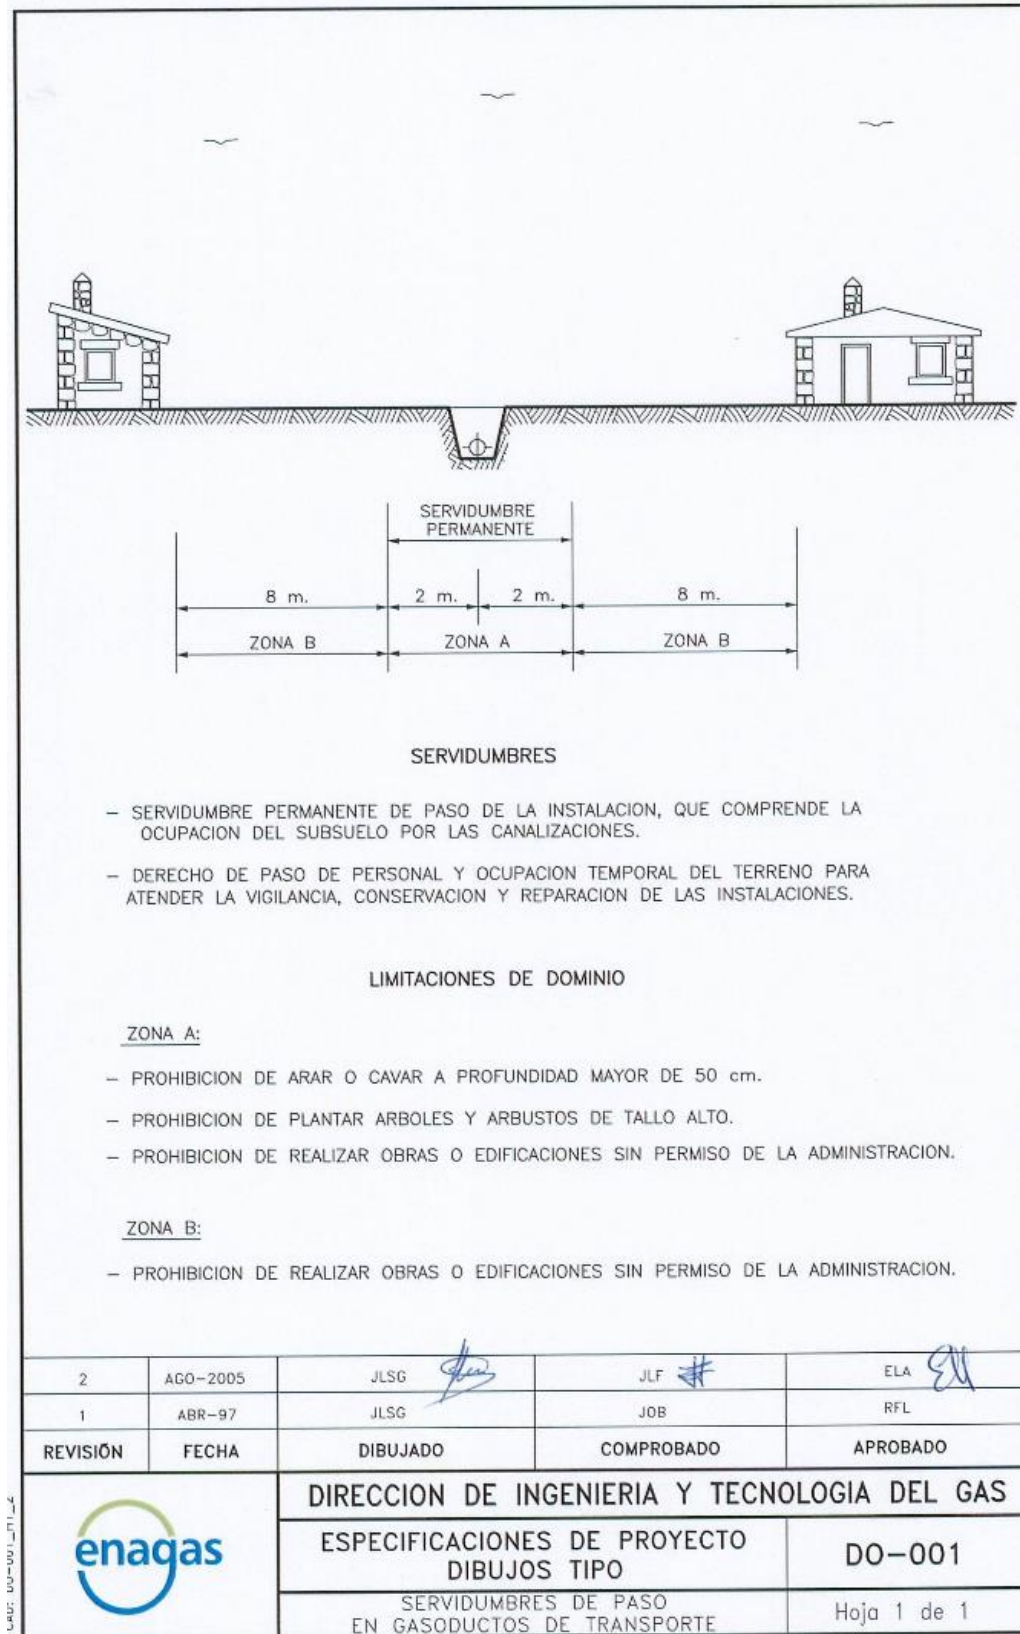 SERVIDUMBRE
PERMANENTE
8 m.
2 m.
2 m.
8 m.
ZONA B
ZONA A
ZONA B
SERVIDUMBRES
– SERVIDUMBRE PERMANENTE DE PASO DE LA INSTALACION, QUE COMPRENDE LA
OCUPACION DEL SUBSUELO POR LAS CANALIZACIONES.
– DERECHO DE PASO DE PERSONAL Y OCUPACION TEMPORAL DEL TERRENO PARA
ATENDER LA VIGILANCIA, CONSERVACION Y REPARACION DE LAS INSTALACIONES.
LIMITACIONES DE DOMINIO
ZONA A:
– PROHIBICION DE ARAR O CAVAR A PROFUNDIDAD MAYOR DE 50 cm.
– PROHIBICION DE PLANTAR ARBOLES Y ARBUSTOS DE TALLO ALTO.
– PROHIBICION DE REALIZAR OBRAS O EDIFICACIONES SIN PERMISO DE LA ADMINISTRACION.
ZONA B:
– PROHIBICION DE REALIZAR OBRAS O EDIFICACIONES SIN PERMISO DE LA ADMINISTRACION.
2 AGO–2005 JLSG JLF ELA
1 ABR–97 JLSG JOB RFL
REVISIÓN FECHA DIBUJADO COMPROBADO APROBADO
enagas
DIRECCION DE INGENIERIA Y TECNOLOGIA DEL GAS
ESPECIFICACIONES DE PROYECTO
DIBUJOS TIPO
DO–001
SERVIDUMBRES DE PASO
EN GASODUCTOS DE TRANSPORTE
Hoja 1 de 1